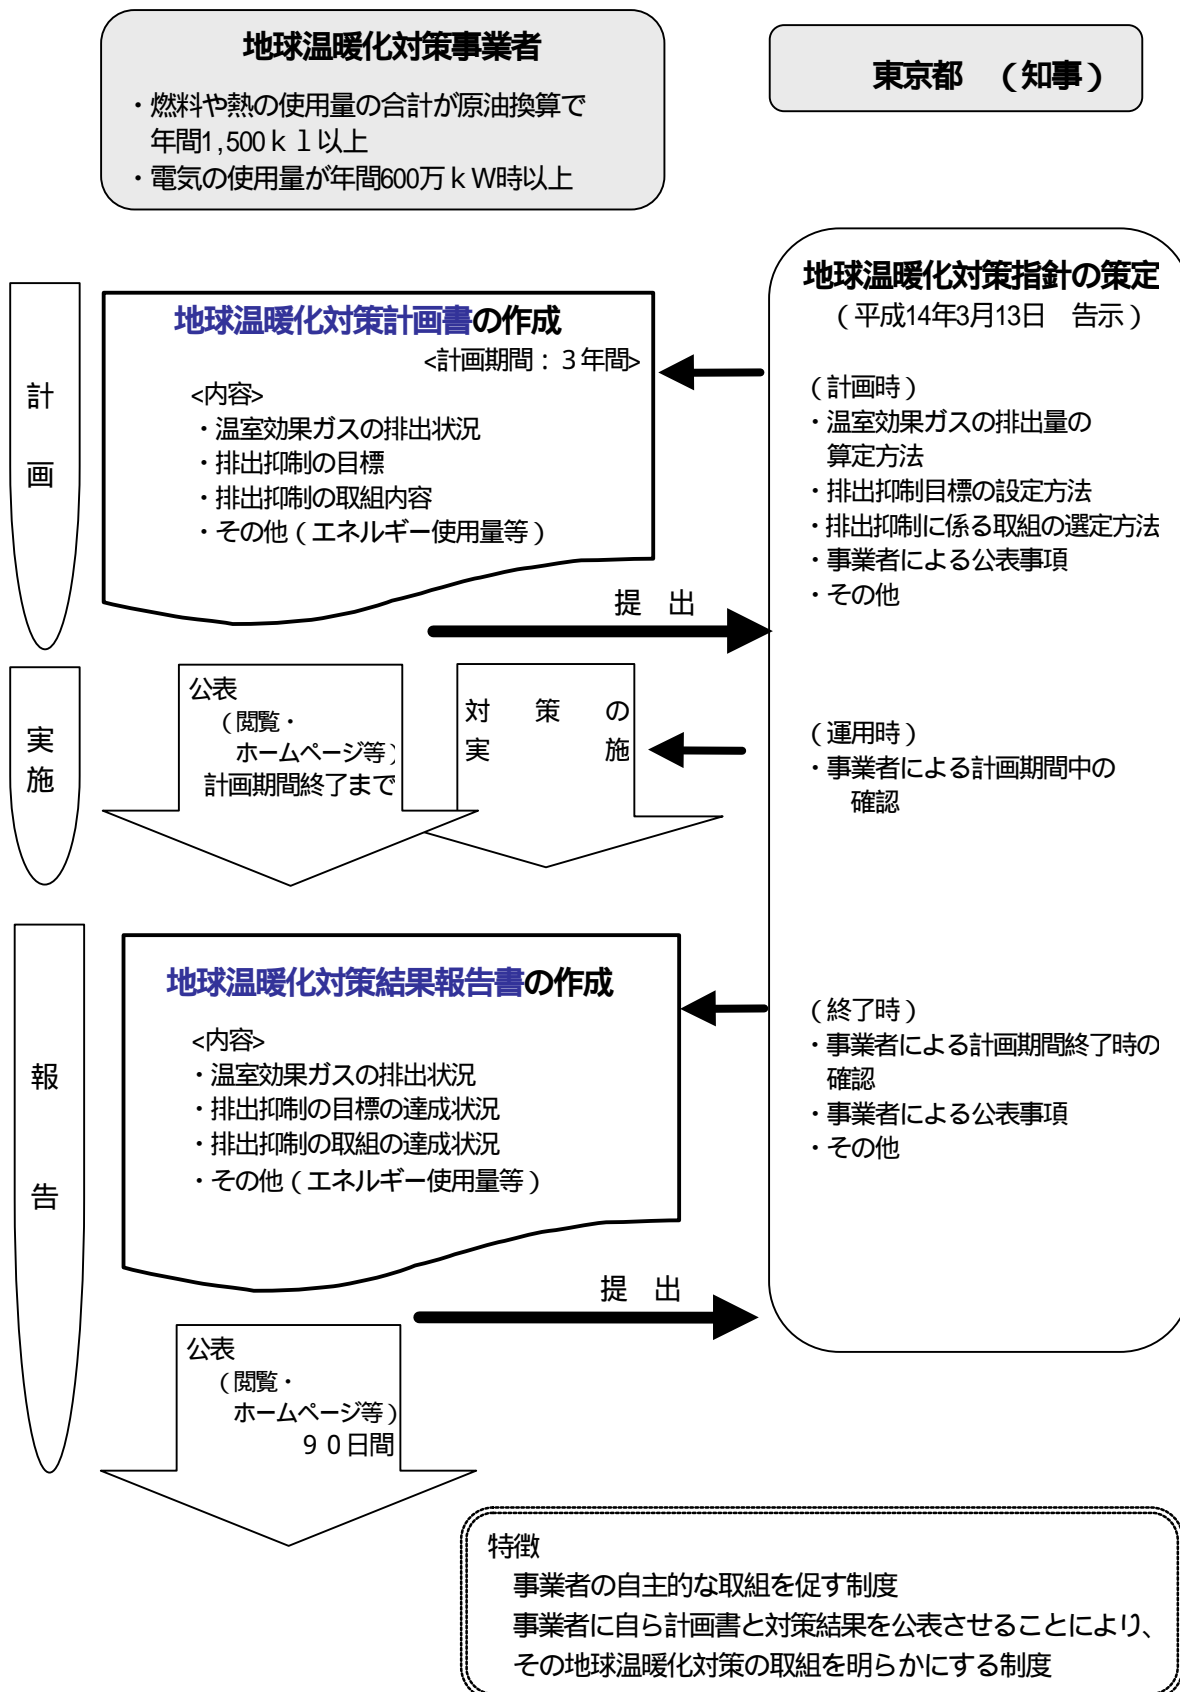 地球温暖化対策事業者
・燃料や熱の使用量の合計が原油換算で
年間1,500ｋｌ以上
・電気の使用量が年間600万ｋW時以上
東京都　（知事）
計
画
地球温暖化対策計画書の作成
<計画期間：３年間>
<内容>
・温室効果ガスの排出状況
・排出抑制の目標
・排出抑制の取組内容
・その他（エネルギー使用量等）
提　出
地球温暖化対策指針の策定
（平成14年3月13日　告示）
（計画時）
・温室効果ガスの排出量の
算定方法
・排出抑制目標の設定方法
・排出抑制に係る取組の選定方法
・事業者による公表事項
・その他
実
施
公表
（閲覧・
ホームページ等）
計画期間終了まで
対　策　の
実　　　施
（運用時）
・事業者による計画期間中の
確認
報
告
地球温暖化対策結果報告書の作成
<内容>
・温室効果ガスの排出状況
・排出抑制の目標の達成状況
・排出抑制の取組の達成状況
・その他（エネルギー使用量等）
提　出
（終了時）
・事業者による計画期間終了時の
確認
・事業者による公表事項
・その他
公表
（閲覧・
ホームページ等）
９０日間
特徴
事業者の自主的な取組を促す制度
事業者に自ら計画書と対策結果を公表させることにより、
その地球温暖化対策の取組を明らかにする制度